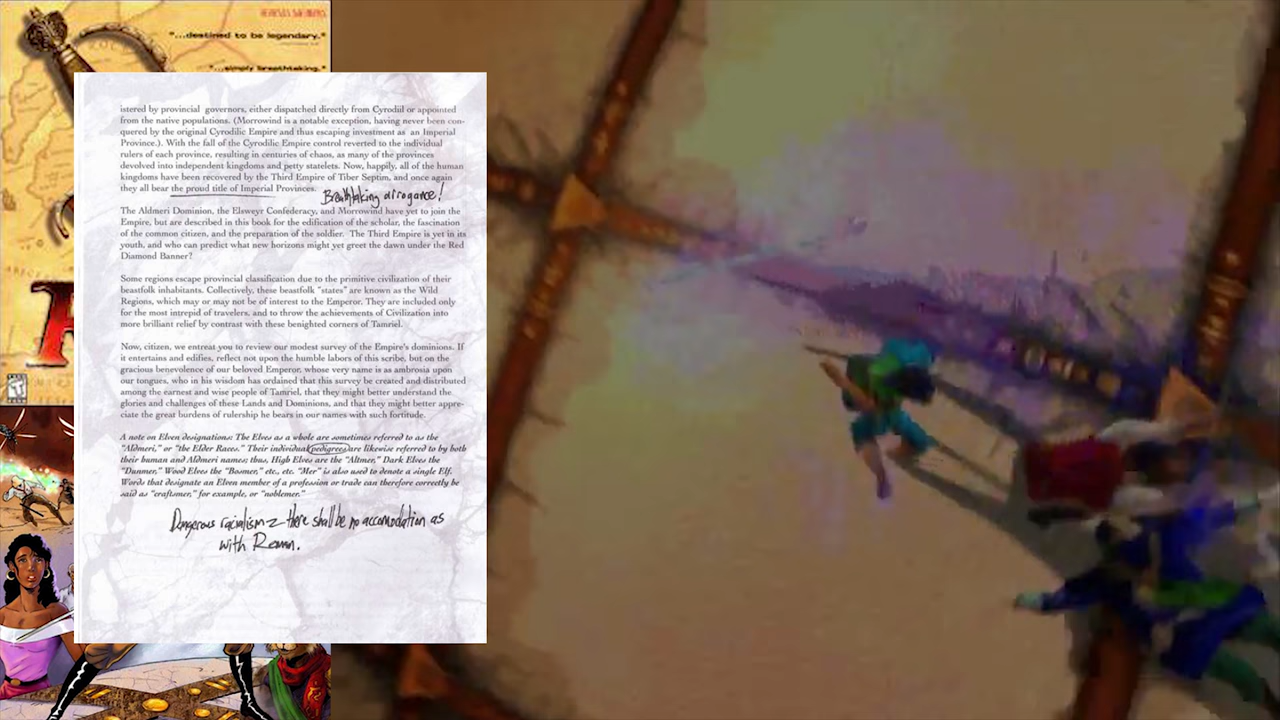 "...destined to be legendary."
"...simply breathtaking."
istered by provincial governors, either dispatched directly from Cyrodiil or appointed
from the native populations. (Morrowind is a notable exception, having never been con-
quered by the original Cyrodilic Empire and thus escaping investment as an Imperial
Province.). With the fall of the Cyrodilic Empire control reverted to the individual
rulers of each province, resulting in centuries of chaos, as many of the provinces
devolved into independent kingdoms and petty statelets. Now, happily, all of the human
kingdoms have been recovered by the Third Empire of Tiber Septim, and once again
they all bear the proud title of Imperial Provinces.
Breathtaking arrogance!
The Aldmeri Dominion, the Elsweyr Confederacy, and Morrowind have yet to join the
Empire, but are described in this book for the edification of the scholar, the fascination
of the common citizen, and the preparation of the soldier. The Third Empire is yet in its
youth, and who can predict what new horizons might yet greet the dawn under the Red
Diamond Banner?
Some regions escape provincial classification due to the primitive civilization of their
beastfolk inhabitants. Collectively, these beastfolk "states" are known as the Wild
Regions, which may or may not be of interest to the Emperor. They are included only
for the most intrepid of travelers, and to throw the achievements of Civilization into
more brilliant relief by contrast with these benighted corners of Tamriel.
Now, citizen, we entreat you to review our modest survey of the Empire's dominions. If
it entertains and edifies, reflect not upon the humble labors of this scribe, but on the
gracious benevolence of our beloved Emperor, whose very name is as ambrosia upon
our tongues, who in his wisdom has ordained that this survey be created and distributed
among the earnest and wise people of Tamriel, that they might better understand the
glories and challenges of these Lands and Dominions, and that they might better appre-
ciate the great burdens of rulership he bears in our names with such fortitude.
A note on Elven designations: The Elves as a whole are sometimes referred to as the
"Aldmeri," or "the Elder Races." Their individual pedigrees are likewise referred to by both
their human and Aldmeri names; thus, High Elves are the "Altmer," Dark Elves the
"Dunmer," Wood Elves the "Bosmer," etc., etc. "Mer" is also used to denote a single Elf.
Words that designate an Elven member of a profession or trade can therefore correctly be
said as "craftsmer," for example, or "noblemer."
Dangerous racialism - there shall be no accomodation as
with Reman.